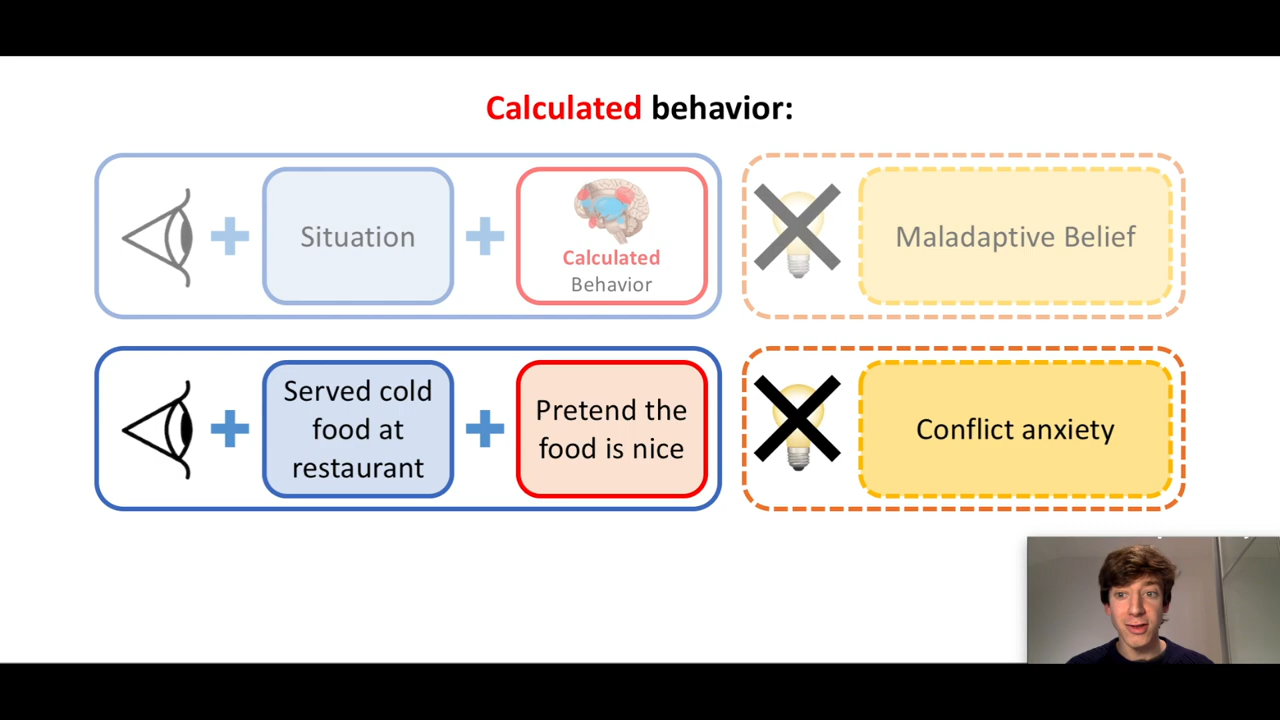 Calculated behavior:
Situation
Calculated
Behavior
Maladaptive Belief
Served cold
food at
restaurant
Pretend the
food is nice
Conflict anxiety